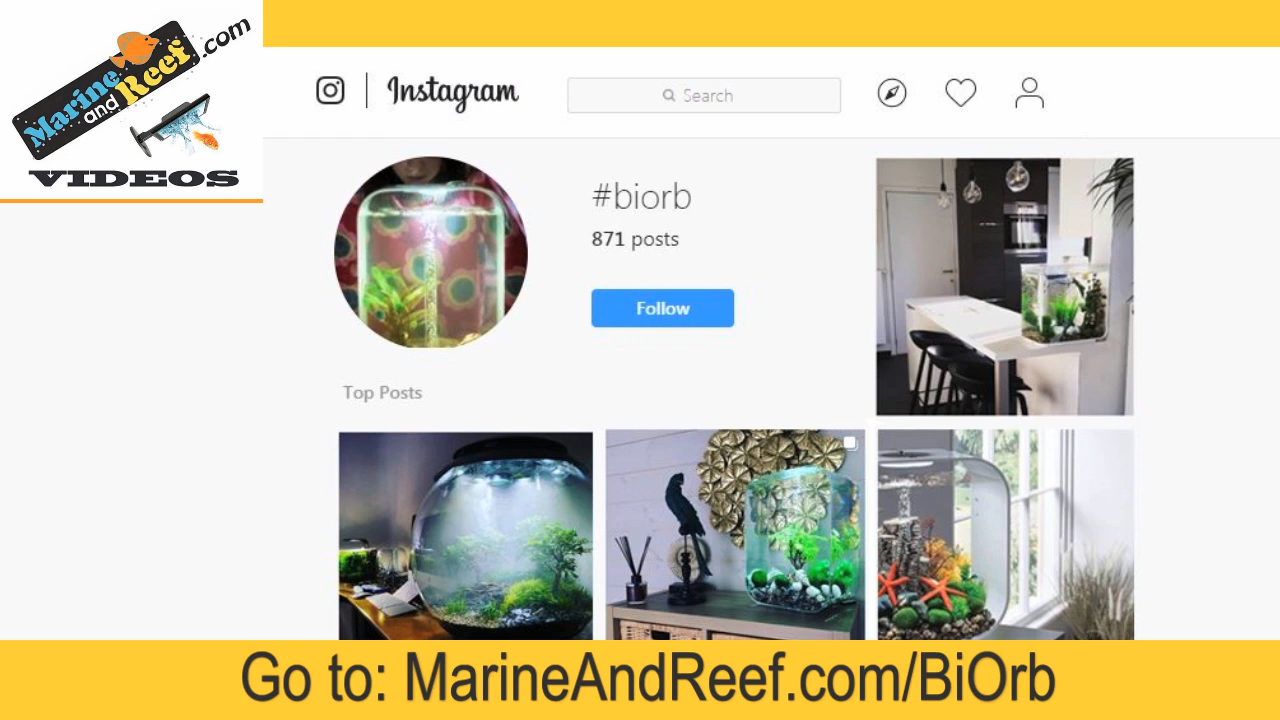 Marine
and
Reef
.com
VIDEOS
Instagram
Search
#biorb
871 posts
Follow
Top Posts
Go to: MarineAndReef.com/BiOrb